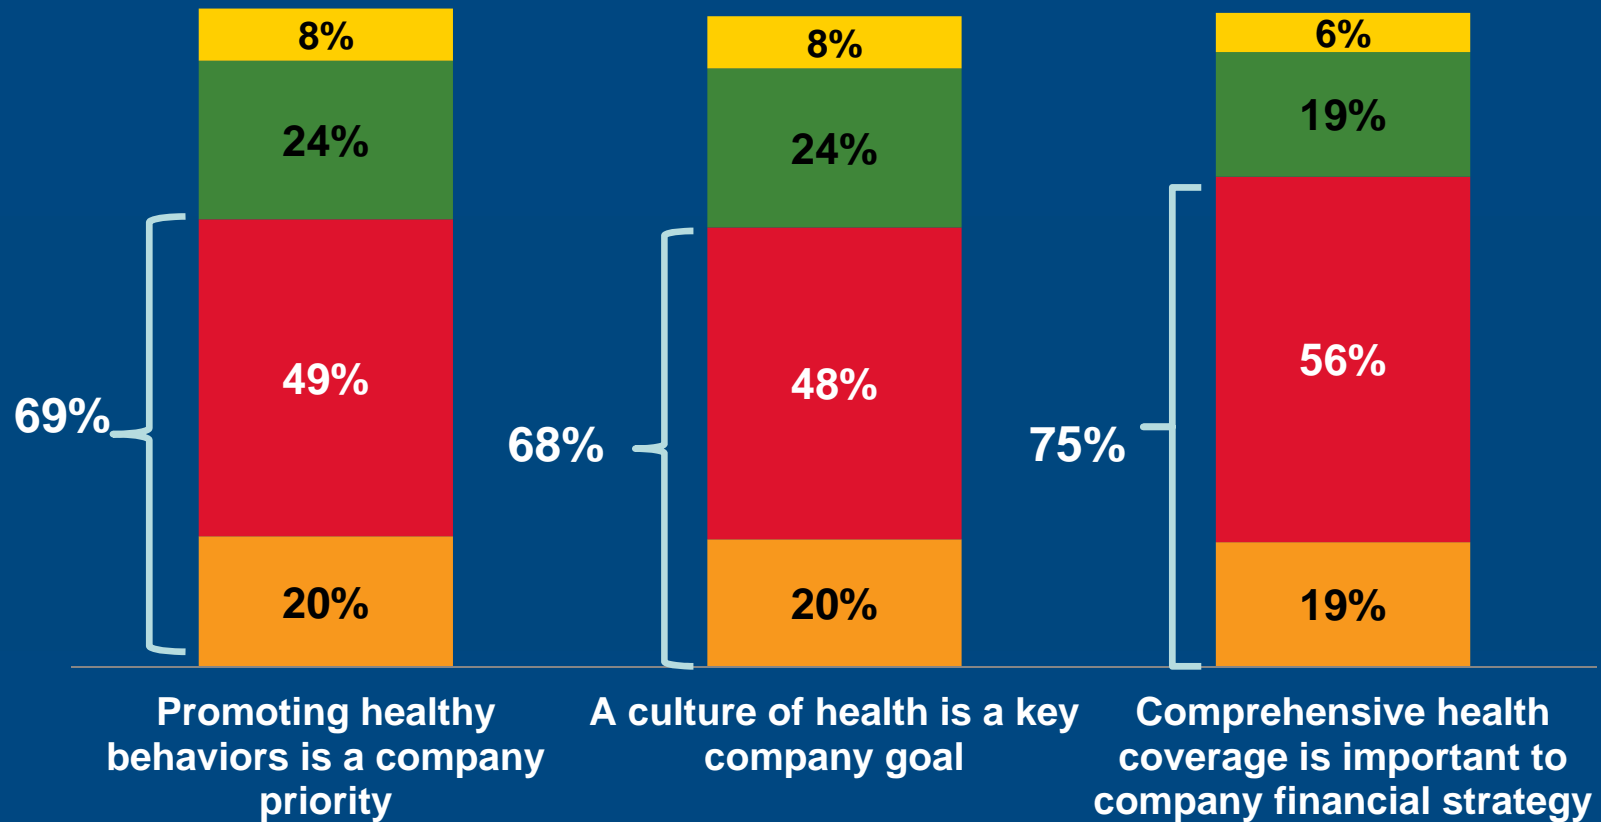 8%
24%
49%
69%
20%
8%
24%
48%
68%
20%
6%
19%
56%
75%
19%
Promoting healthy
behaviors is a company
priority
A culture of health is a key
company goal
Comprehensive health
coverage is important to
company financial strategy